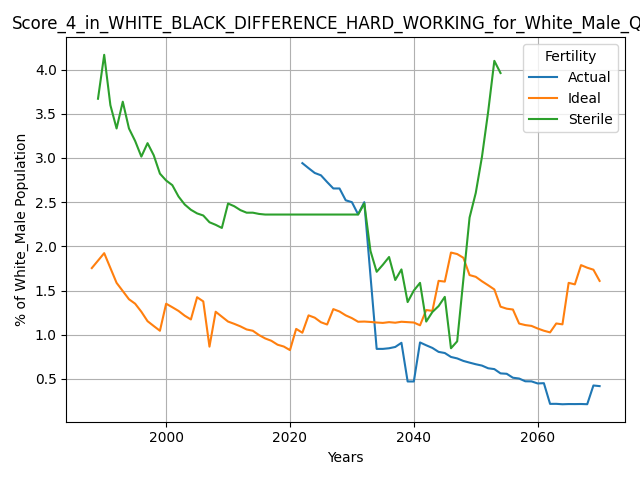 Score_4_in_WHITE_BLACK_DIFFERENCE_HARD_WORKING_for_White_Male_Q
Fertility
Actual
Ideal
Sterile
% of White_Male Population
4.0
3.5
3.0
2.5
2.0
1.5
1.0
0.5
2000
2020
2040
2060
Years